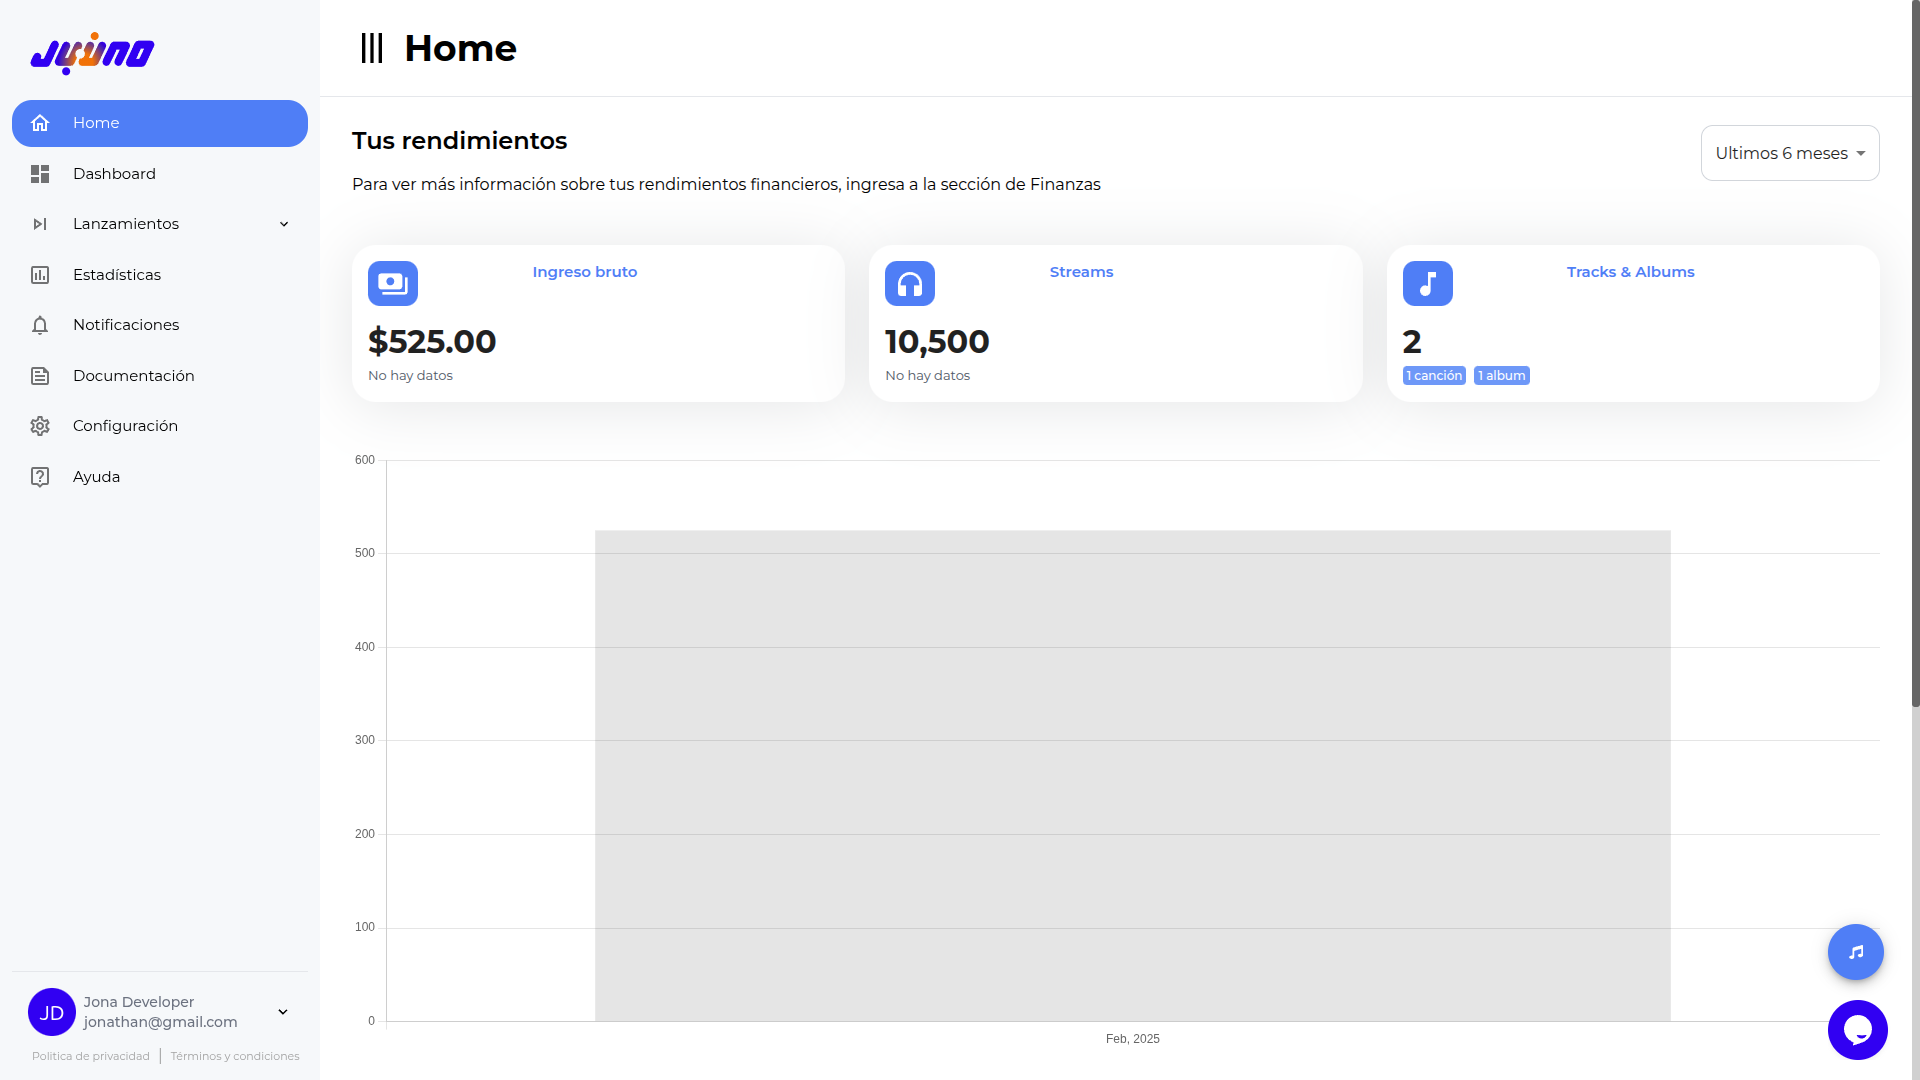 Home
Dashboard
Lanzamientos
Estadísticas
Notificaciones
Documentación
Configuración
Ayuda
JD
Jona Developer
jonathan@gmail.com
Politica de privacidad
Términos y condiciones
Home
Tus rendimientos
Para ver más información sobre tus rendimientos financieros, ingresa a la sección de Finanzas
Ultimos 6 meses
Ingreso bruto
$525.00
No hay datos
Streams
10,500
No hay datos
Tracks & Albums
2
1 canción 1 album
600
500
400
300
200
100
0
Feb, 2025